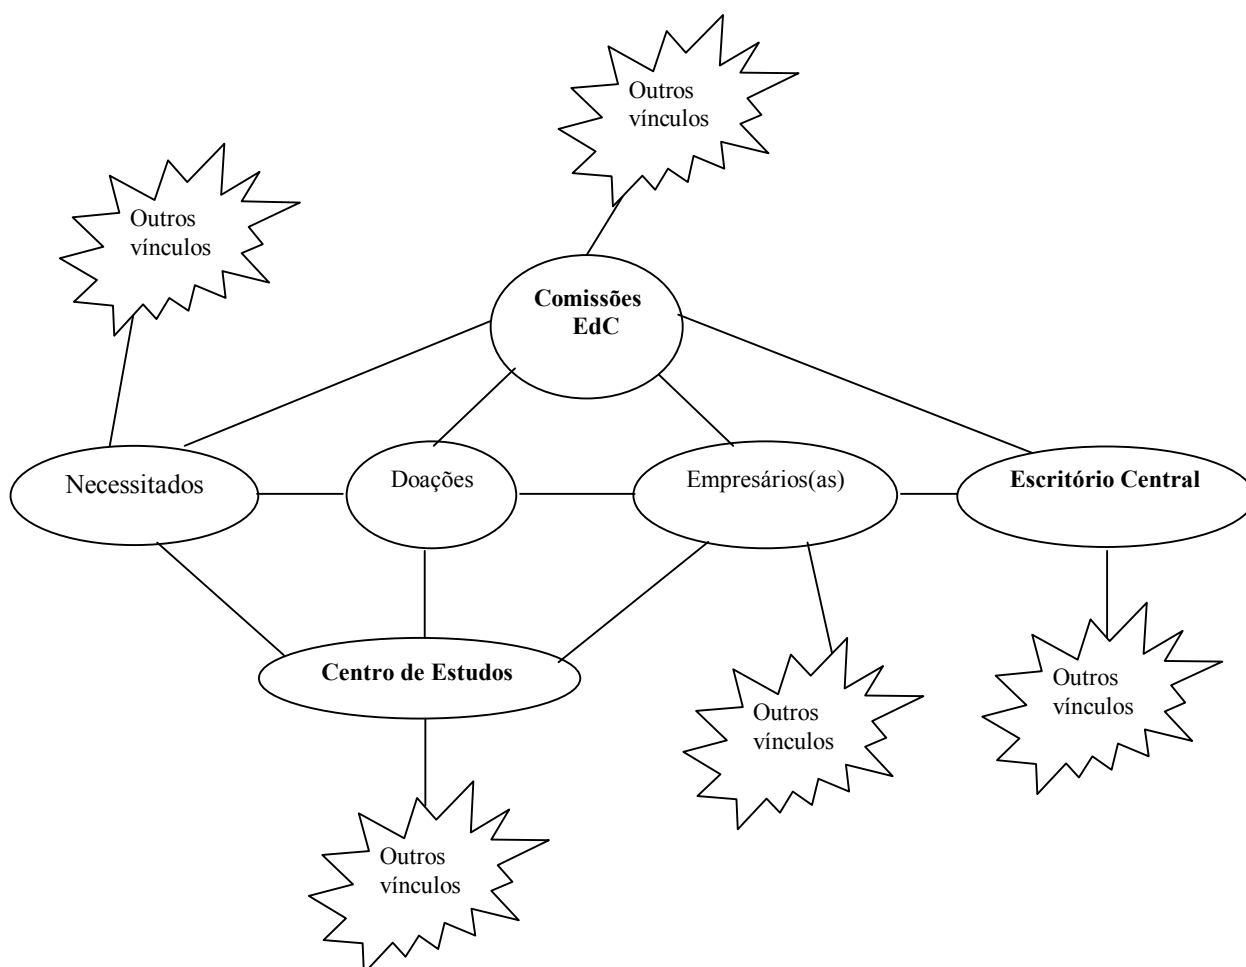 Outros
vínculos
Outros
vínculos
Comissões
EdC
Necessitados
Doações
Empresários(as)
Escritório Central
Centro de Estudos
Outros
vínculos
Outros
vínculos
Outros
vínculos